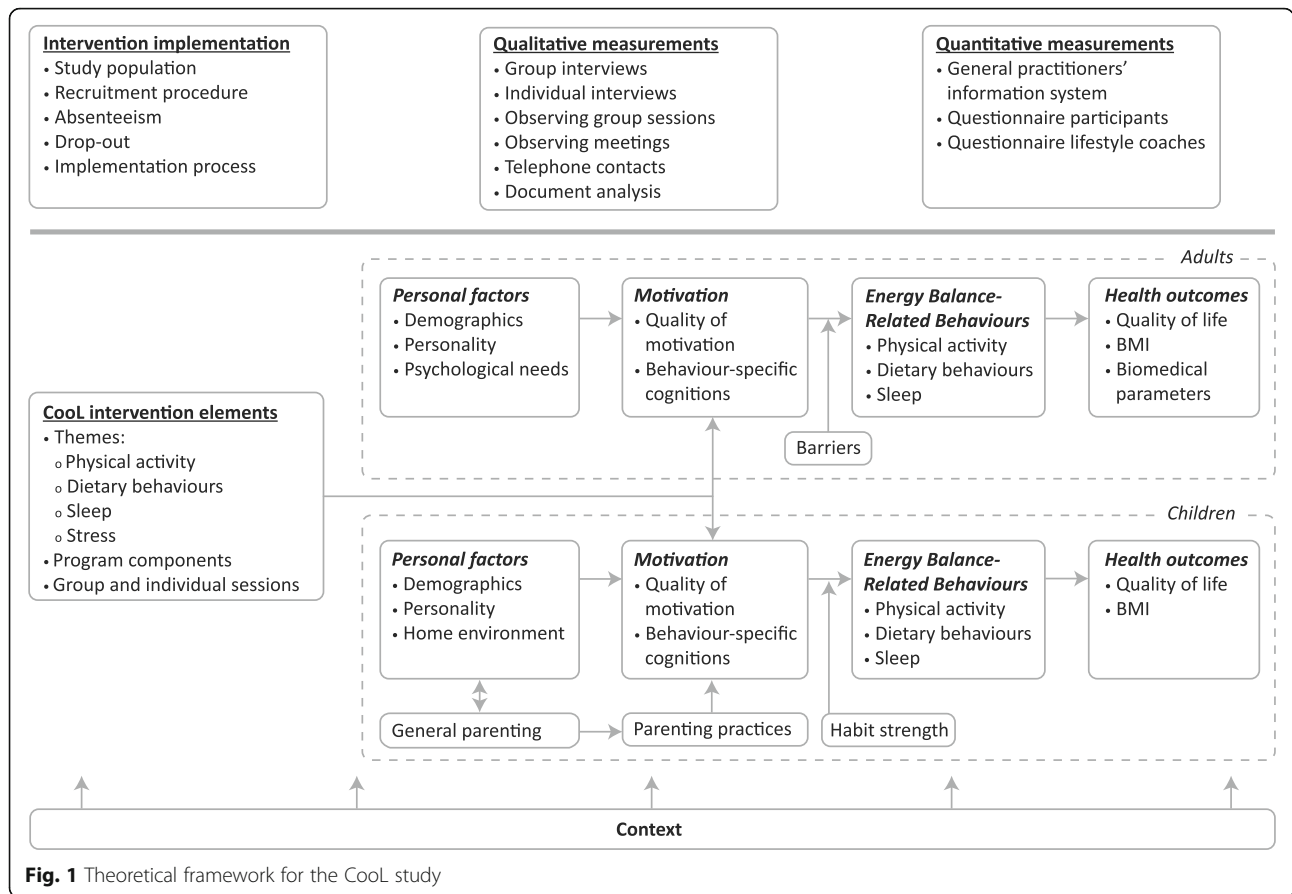 Intervention implementation
• Study population
• Recruitment procedure
• Absenteeism
• Drop-out
• Implementation process
Qualitative measurements
• Group interviews
• Individual interviews
• Observing group sessions
• Observing meetings
• Telephone contacts
• Document analysis
Quantitative measurements
• General practitioners’
information system
• Questionnaire participants
• Questionnaire lifestyle coaches
CooL intervention elements
• Themes:
o Physical activity
o Dietary behaviours
o Sleep
o Stress
• Program components
• Group and individual sessions
Adults
Personal factors
• Demographics
• Personality
• Psychological needs
Motivation
• Quality of
motivation
• Behaviour-specific
cognitions
Barriers
Energy Balance-
Related Behaviours
• Physical activity
• Dietary behaviours
• Sleep
Health outcomes
• Quality of life
• BMI
• Biomedical
parameters
Children
Personal factors
• Demographics
• Personality
• Home environment
General parenting
Motivation
• Quality of
motivation
• Behaviour-specific
cognitions
Parenting practices
Habit strength
Energy Balance-
Related Behaviours
• Physical activity
• Dietary behaviours
• Sleep
Health outcomes
• Quality of life
• BMI
Context
Fig. 1 Theoretical framework for the CooL study